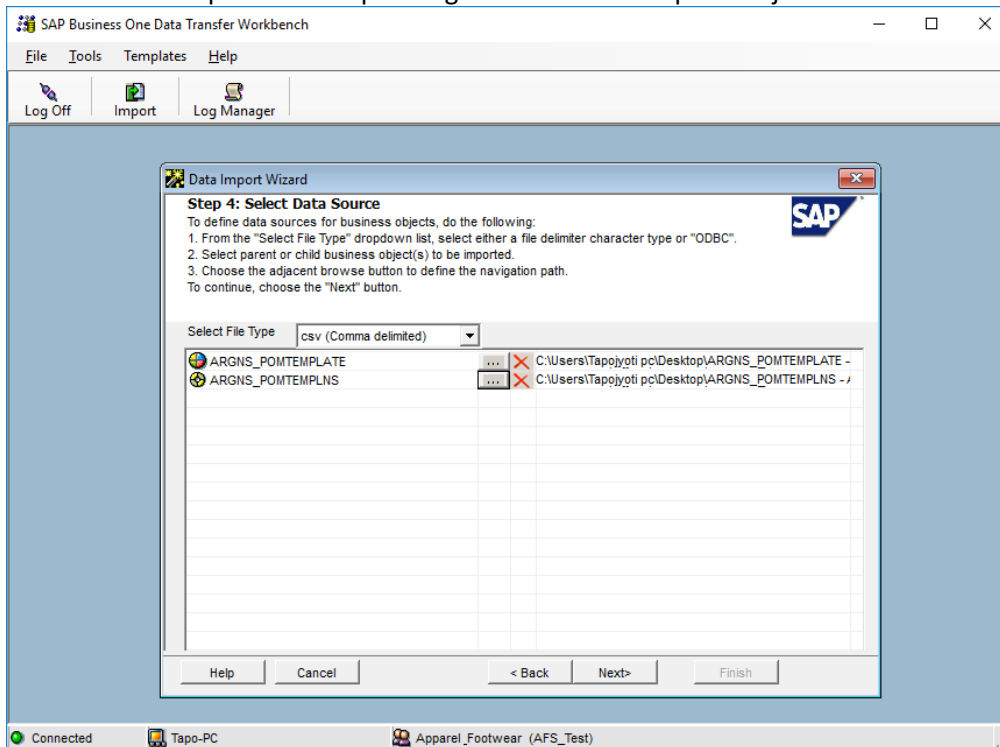 SAP Business One Data Transfer Workbench
File Tools Templates Help
Log Off Import Log Manager
Data Import Wizard
Step 4: Select Data Source
SAP
To define data sources for business objects, do the following:
1. From the "Select File Type" dropdown list, select either a file delimiter character type or "ODBC".
2. Select parent or child business object(s) to be imported.
3. Choose the adjacent browse button to define the navigation path.
To continue, choose the "Next" button.
Select File Type csv (Comma delimited)
ARGNS_POMTEMPLATE ... C:\Users\Tapojyoti pc\Desktop\ARGNS_POMTEMPLATE -
ARGNS_POMTEMPLNS ... C:\Users\Tapojyoti pc\Desktop\ARGNS_POMTEMPLNS -
Help Cancel < Back Next> Finish
Connected Tapo-PC Apparel_Footwear (AFS_Test)